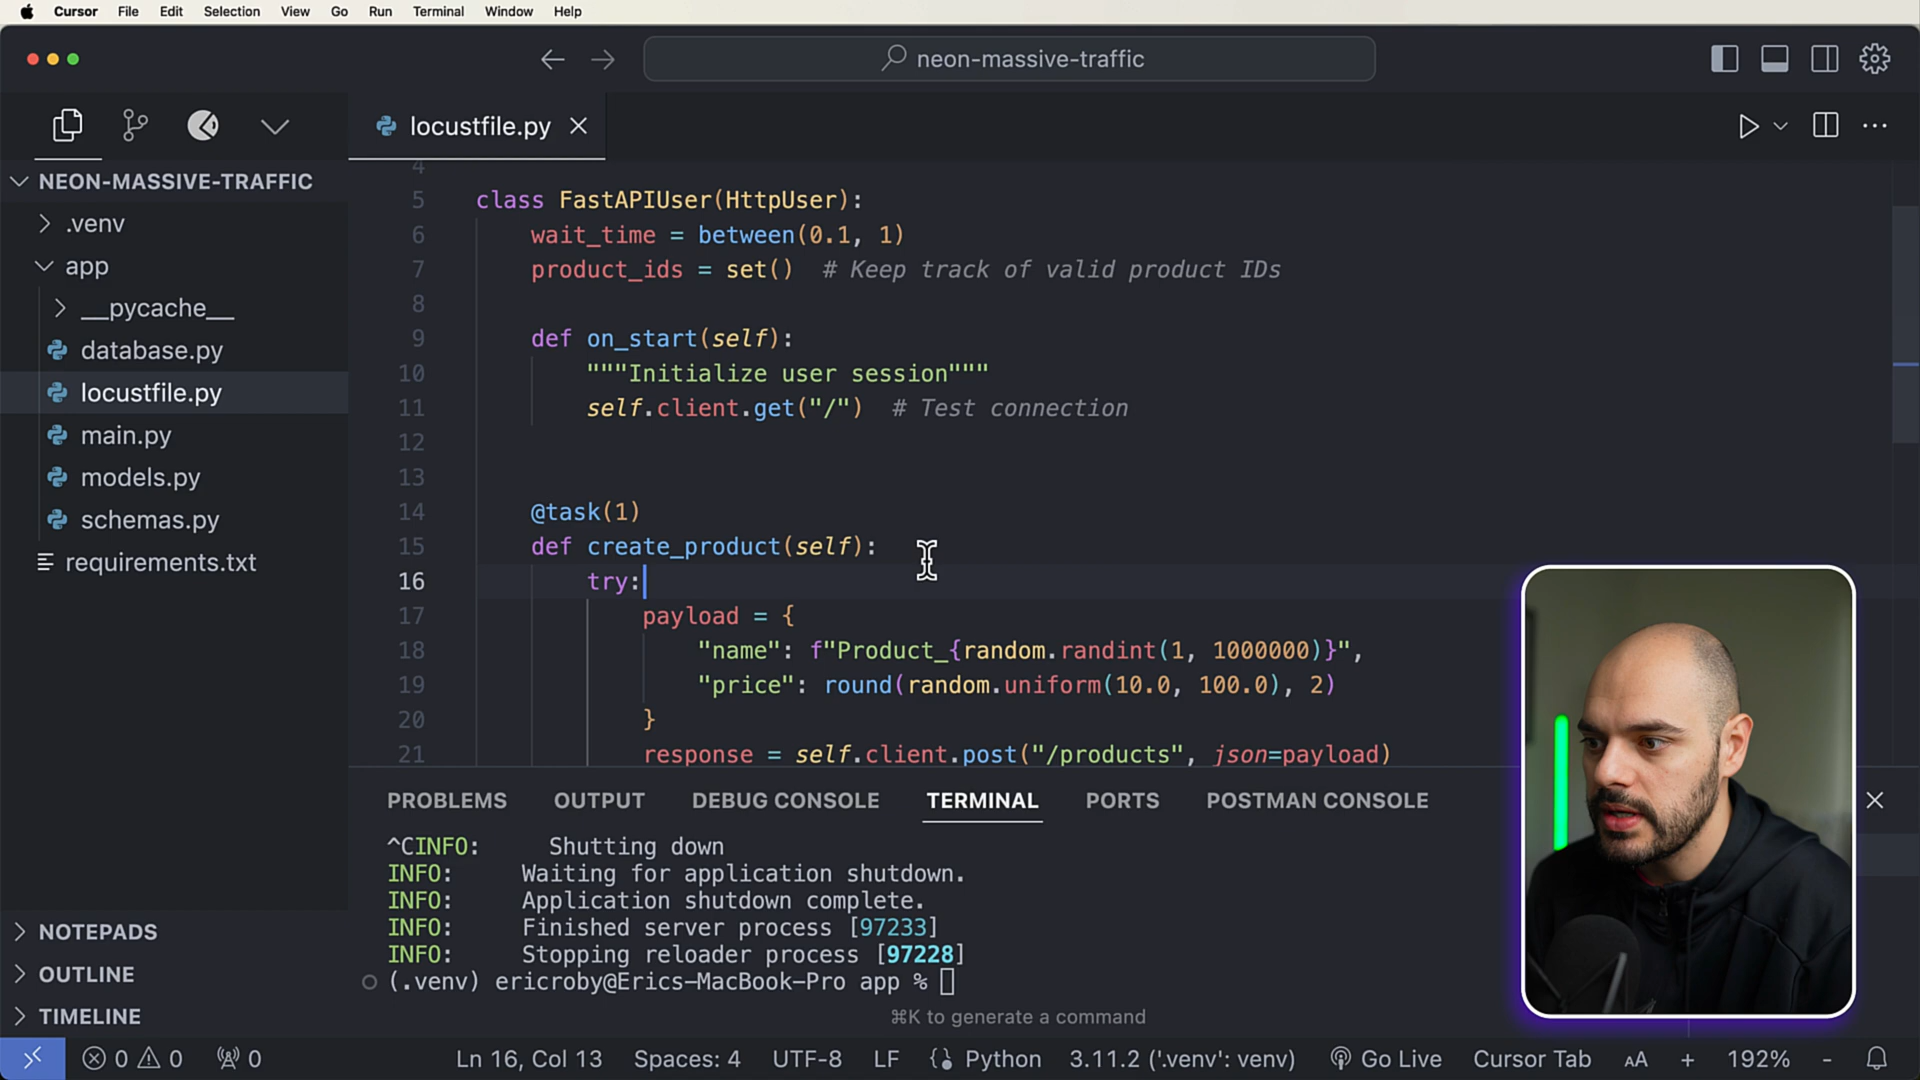 Cursor File Edit Selection View Go Run Terminal Window Help
neon-massive-traffic
locustfile.py
NEON-MASSIVE-TRAFFIC
.venv
app
__pycache__
database.py
locustfile.py
main.py
models.py
schemas.py
requirements.txt
NOTEPADS
OUTLINE
TIMELINE
4
5 class FastAPIUser(HttpUser):
6 wait_time = between(0.1, 1)
7 product_ids = set() # Keep track of valid product IDs
8
9 def on_start(self):
10 """Initialize user session"""
11 self.client.get("/") # Test connection
12
13
14 @task(1)
15 def create_product(self):
16 try:
17 payload = {
18 "name": f"Product_{random.randint(1, 1000000)}",
19 "price": round(random.uniform(10.0, 100.0), 2)
20 }
21 response = self.client.post("/products", json=payload)
PROBLEMS OUTPUT DEBUG CONSOLE TERMINAL PORTS POSTMAN CONSOLE
^CINFO: Shutting down
INFO: Waiting for application shutdown.
INFO: Application shutdown complete.
INFO: Finished server process [97233]
INFO: Stopping reloader process [97228]
(.venv) ericroby@Erics-MacBook-Pro app %
⌘K to generate a command
0 0 0 Ln 16, Col 13 Spaces: 4 UTF-8 LF Python 3.11.2 ('.venv': venv) Go Live Cursor Tab AA + 192% -